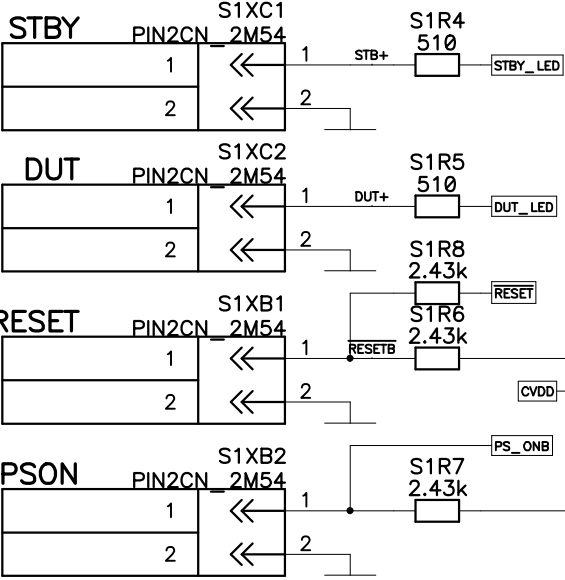 STBY
S1XC1
PIN2CN_2M54
1
2
1
2
STB+
S1R4
510
STBY_LED
DUT
S1XC2
PIN2CN_2M54
1
2
1
2
DUT+
S1R5
510
DUT_LED
S1R8
2.43k
RESET
RESET
S1XB1
PIN2CN_2M54
1
2
1
2
RESETB
S1R6
2.43k
CVDD
PSON
S1XB2
PIN2CN_2M54
1
2
1
2
PS_ONB
S1R7
2.43k